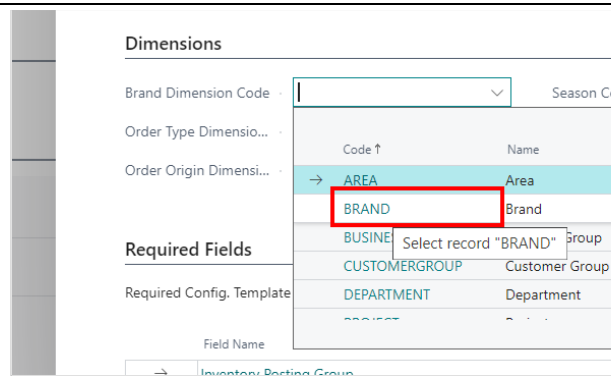 Dimensions
Brand Dimension Code · Season C
Order Type Dimensio... ·
Code ↑ Name
Order Origin Dimensi... ·
→ AREA Area
BRAND Brand
BUSINE Group
Select record "BRAND"
Required Fields
CUSTOMERGROUP Customer Group
Required Config. Template DEPARTMENT Department
Field Name
→ Inventory Posting Group